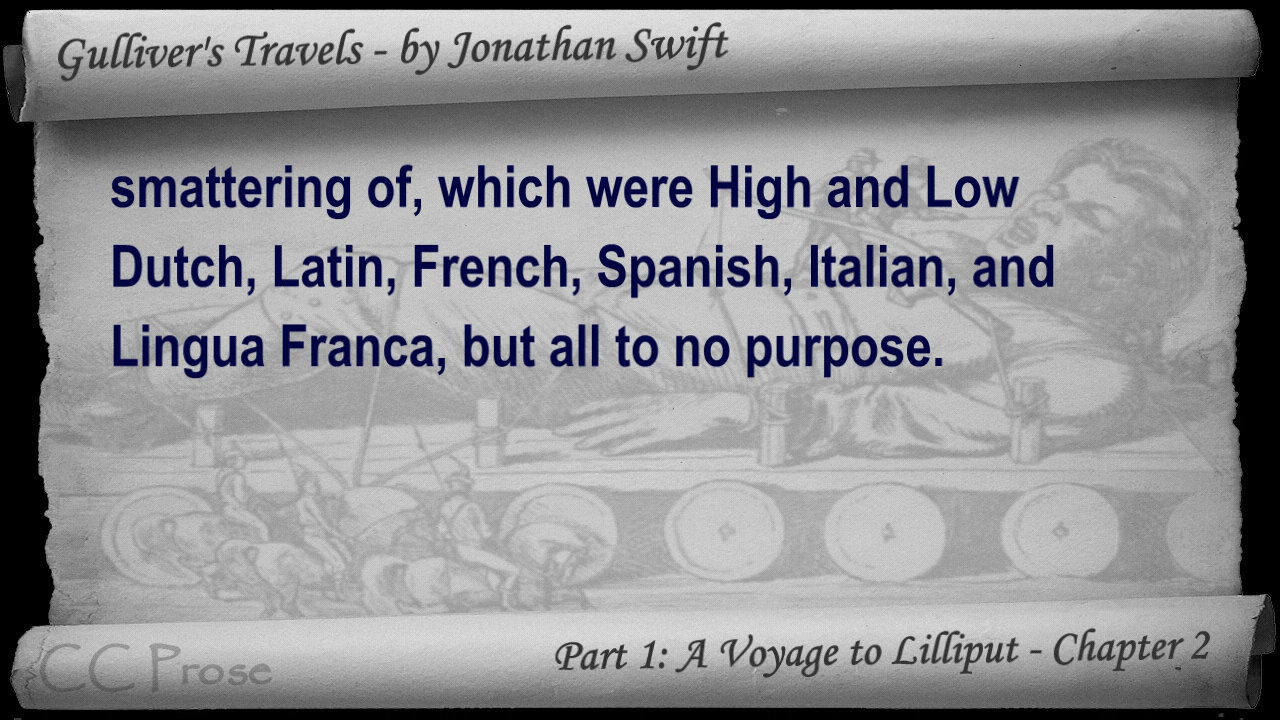 Gulliver's Travels - by Jonathan Swift
smattering of, which were High and Low
Dutch, Latin, French, Spanish, Italian, and
Lingua Franca, but all to no purpose.
CC Prose
Part 1: A Voyage to Lilliput - Chapter 2